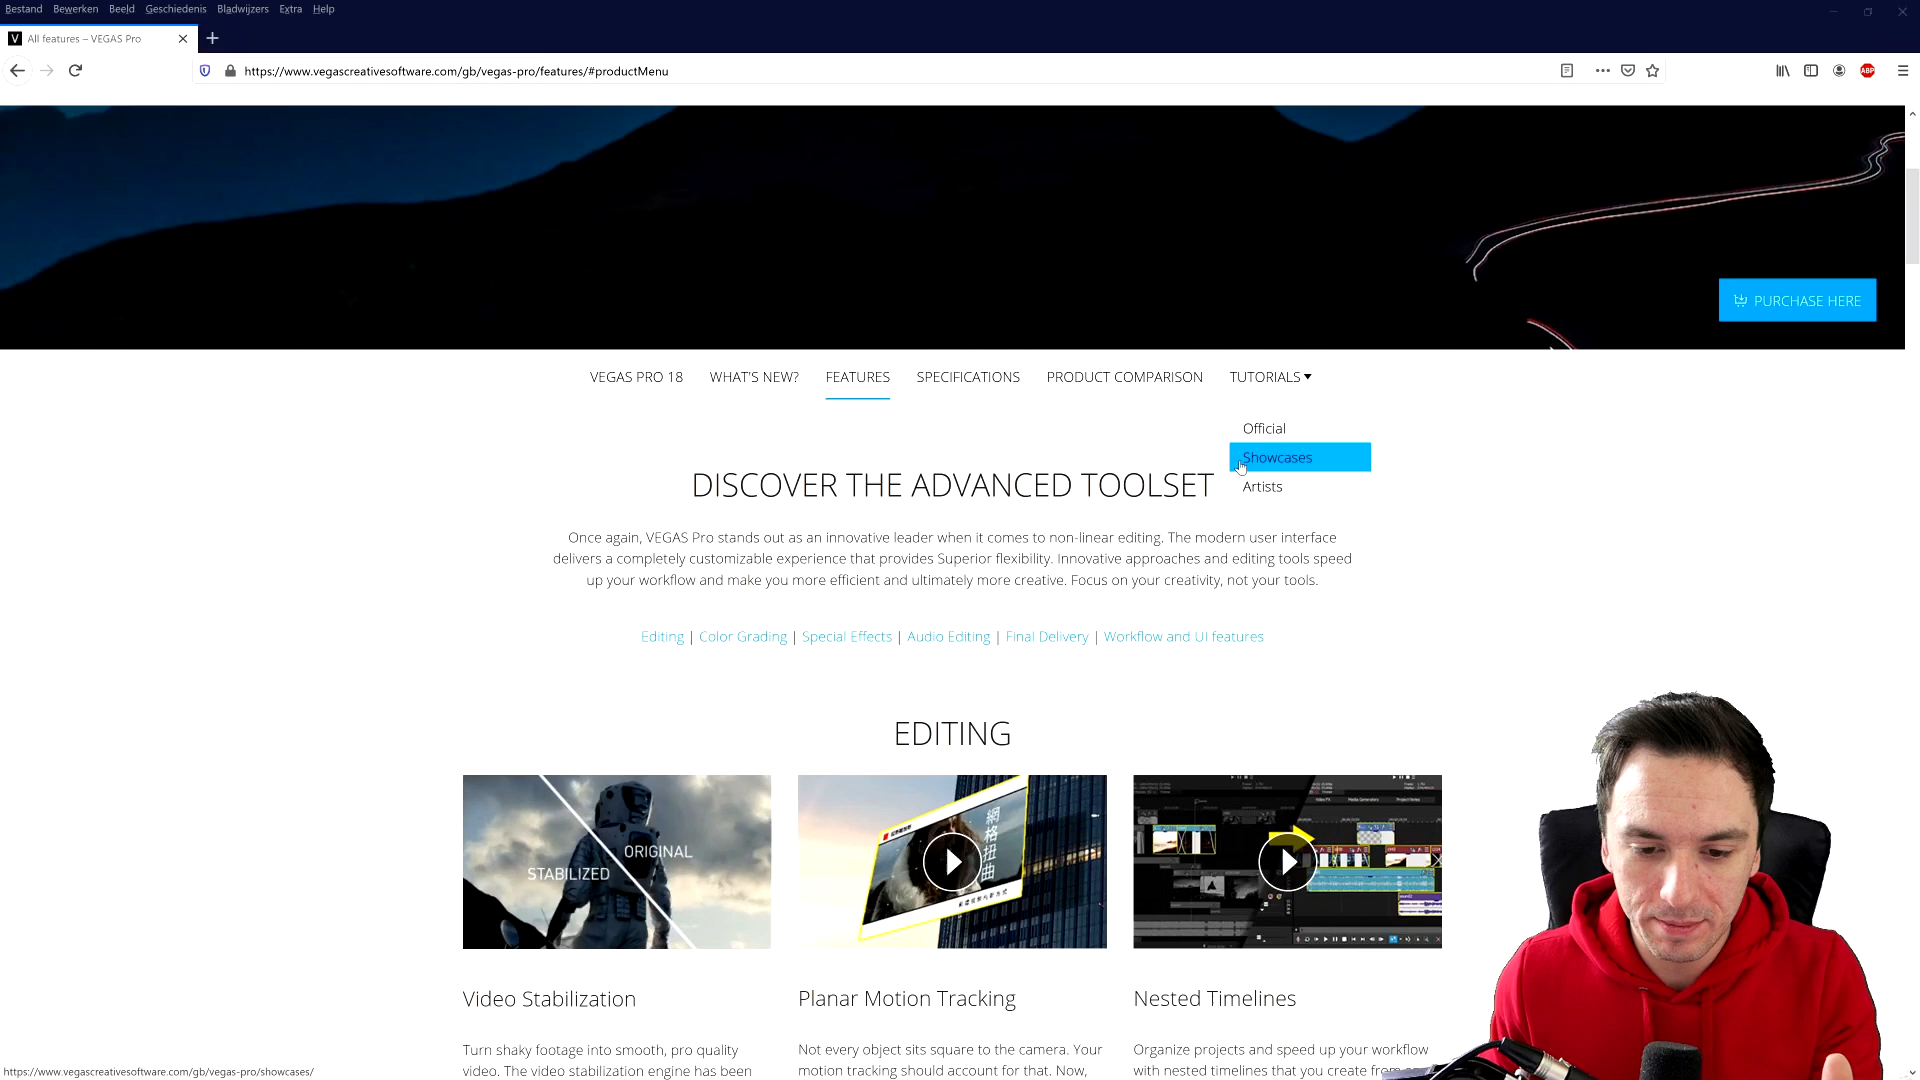 Bestand Bewerken Beeld Geschiedenis Bladwijzers Extra Help
V All features – VEGAS Pro
https://www.vegascreativesoftware.com/gb/vegas-pro/features/#productMenu
ABP
PURCHASE HERE
VEGAS PRO 18 WHAT'S NEW? FEATURES SPECIFICATIONS PRODUCT COMPARISON TUTORIALS
Official
Showcases
Artists
DISCOVER THE ADVANCED TOOLSET
Once again, VEGAS Pro stands out as an innovative leader when it comes to non-linear editing. The modern user interface
delivers a completely customizable experience that provides Superior flexibility. Innovative approaches and editing tools speed
up your workflow and make you more efficient and ultimately more creative. Focus on your creativity, not your tools.
Editing | Color Grading | Special Effects | Audio Editing | Final Delivery | Workflow and UI features
EDITING
ORIGINAL
STABILIZED
網格扭曲
Video Stabilization
Planar Motion Tracking
Nested Timelines
Turn shaky footage into smooth, pro quality
video. The video stabilization engine has been
Not every object sits square to the camera. Your
motion tracking should account for that. Now,
Organize projects and speed up your workflow
with nested timelines that you create from
https://www.vegascreativesoftware.com/gb/vegas-pro/showcases/